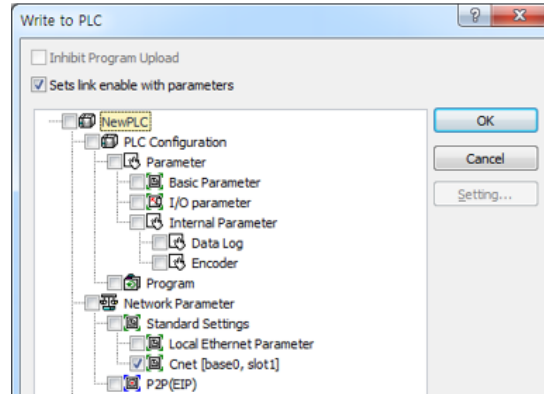 Write to PLC
Inhibit Program Upload
Sets link enable with parameters
NewPLC
PLC Configuration
Parameter
Basic Parameter
I/O parameter
Internal Parameter
Data Log
Encoder
Program
Network Parameter
Standard Settings
Local Ethernet Parameter
Cnet [base0, slot1]
P2P(EIP)
OK
Cancel
Setting...